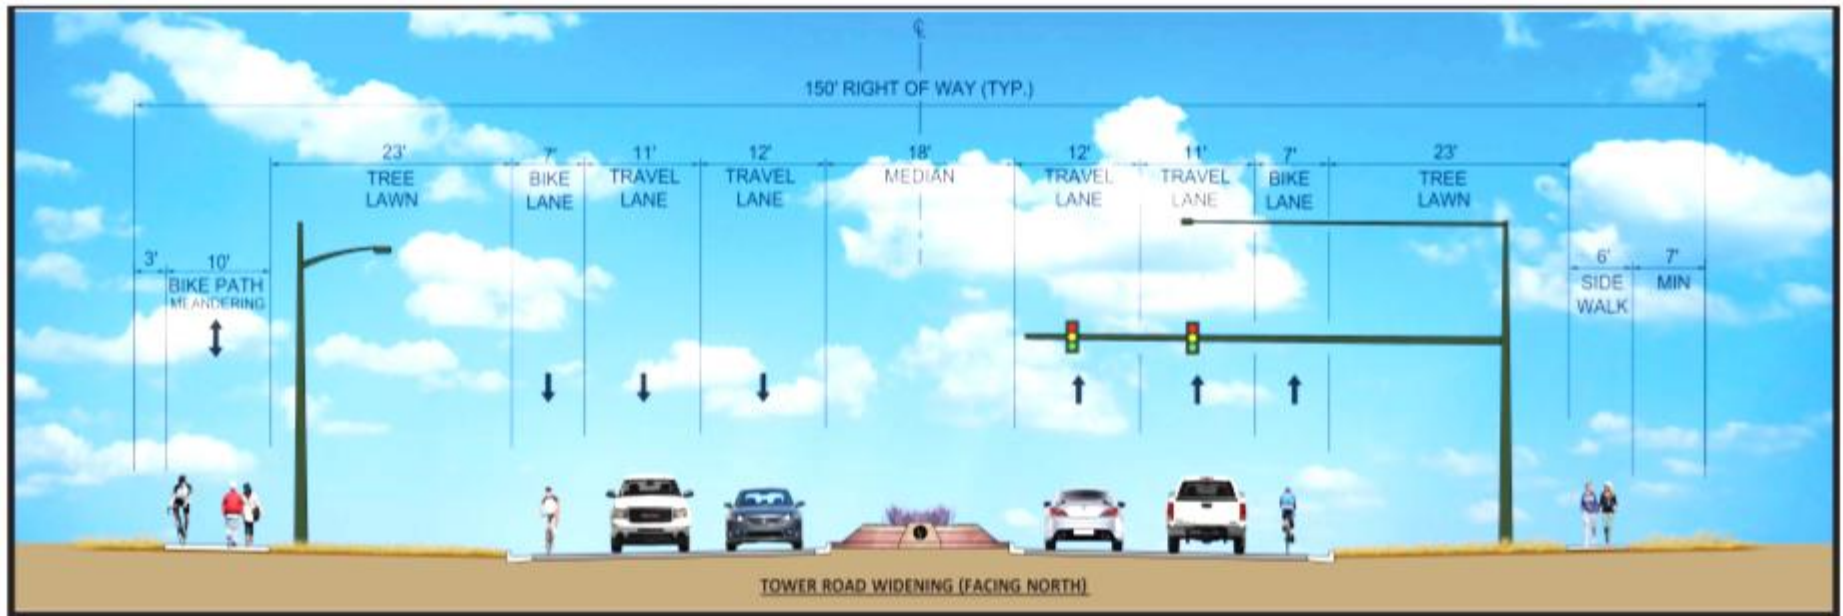 ℄
150' RIGHT OF WAY (TYP.)
23' 7' 11' 12' 18' 12' 11' 7' 23'
TREE BIKE TRAVEL TRAVEL MEDIAN TRAVEL TRAVEL BIKE TREE
LAWN LANE LANE LANE LANE LANE LANE LAWN
3' 10' 6' 7'
BIKE PATH SIDE MIN
MEANDERING WALK
TOWER ROAD WIDENING (FACING NORTH)